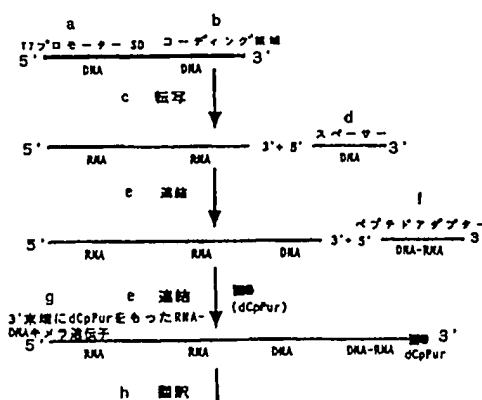 a b
T7プロモーター SD コーディング領域
5' 3'
DNA DNA
c 転写
d
スペーサー
5' 3'+ 5' 3'
RNA RNA DNA
e 連結
f
ペプチドアダプター
5' 3'+ 5' 3'
RNA RNA DNA DNA-RNA
g e 連結 (dCpPur)
3'末端にdCpPurをもったRNA-
DNAキメラ遺伝子
5' 3'
RNA RNA DNA DNA-RNA dCpPur
h 翻訳